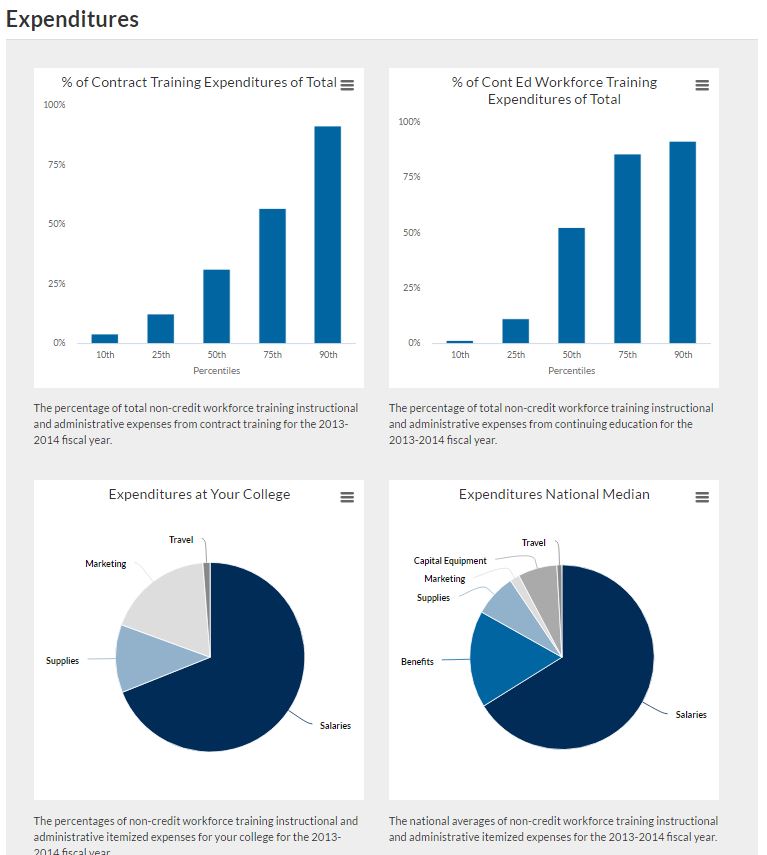 Expenditures
% of Contract Training Expenditures of Total
100%
75%
50%
25%
0%
10th 25th 50th 75th 90th
Percentiles
The percentage of total non-credit workforce training instructional
and administrative expenses from contract training for the 2013-
2014 fiscal year.
% of Cont Ed Workforce Training
Expenditures of Total
100%
75%
50%
25%
0%
10th 25th 50th 75th 90th
Percentiles
The percentage of total non-credit workforce training instructional
and administrative expenses from continuing education for the
2013-2014 fiscal year.
Expenditures at Your College
Travel
Marketing
Supplies
Salaries
The percentages of non-credit workforce training instructional and
administrative itemized expenses for your college for the 2013-
2014 fiscal year.
Expenditures National Median
Travel
Capital Equipment
Marketing
Supplies
Benefits
Salaries
The national averages of non-credit workforce training instructional
and administrative itemized expenses for the 2013-2014 fiscal year.